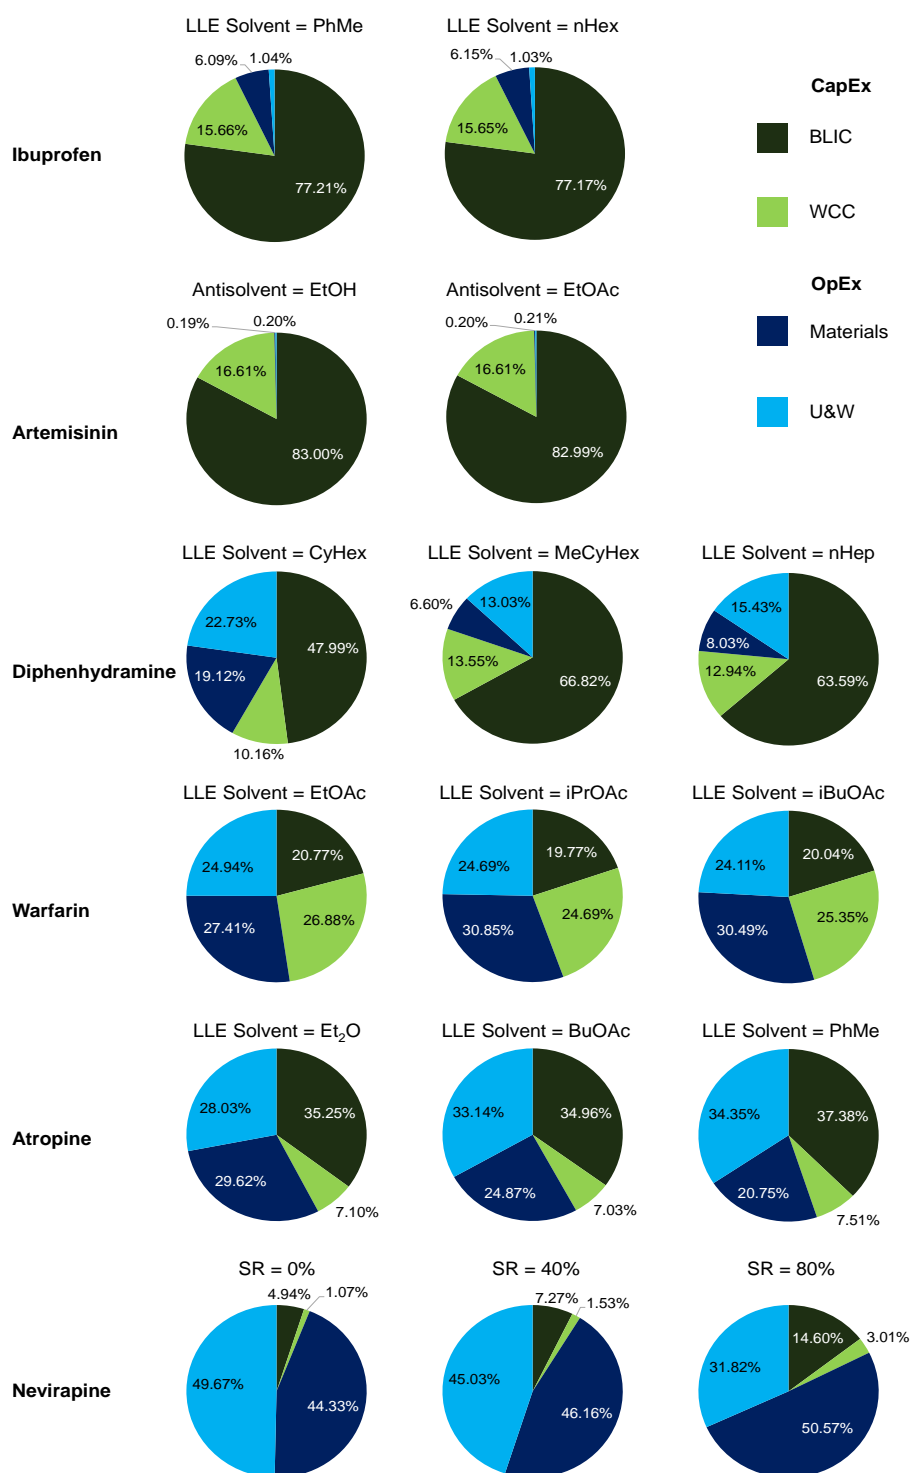 LLE Solvent = PhMe
LLE Solvent = nHex
6.09%
1.04%
6.15%
1.03%
CapEx
15.66%
15.65%
BLIC
Ibuprofen
77.21%
77.17%
WCC
OpEx
Antisolvent = EtOH
Antisolvent = EtOAc
0.19%
0.20%
0.20%
0.21%
Materials
16.61%
16.61%
U&W
Artemisinin
83.00%
82.99%
LLE Solvent = CyHex
LLE Solvent = MeCyHex
LLE Solvent = nHep
22.73%
47.99%
6.60%
13.03%
15.43%
8.03%
Diphenhydramine
19.12%
13.55%
66.82%
12.94%
63.59%
10.16%
LLE Solvent = EtOAc
LLE Solvent = iPrOAc
LLE Solvent = iBuOAc
24.94%
20.77%
24.69%
19.77%
24.11%
20.04%
Warfarin
27.41%
26.88%
30.85%
24.69%
30.49%
25.35%
LLE Solvent = Et₂O
LLE Solvent = BuOAc
LLE Solvent = PhMe
28.03%
35.25%
33.14%
34.96%
34.35%
37.38%
Atropine
29.62%
7.10%
24.87%
7.03%
20.75%
7.51%
SR = 0%
SR = 40%
SR = 80%
4.94%
1.07%
7.27%
1.53%
14.60%
3.01%
Nevirapine
49.67%
44.33%
45.03%
46.16%
31.82%
50.57%